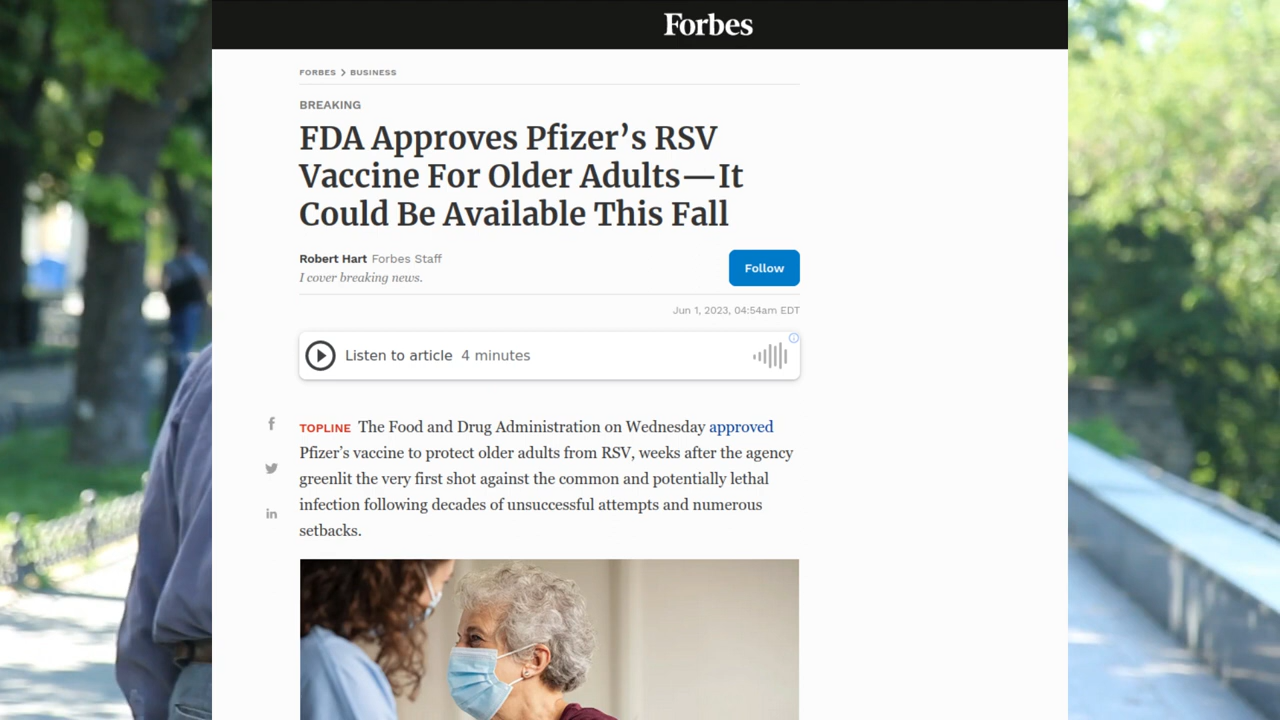 Forbes
FORBES > BUSINESS
BREAKING
FDA Approves Pfizer’s RSV
Vaccine For Older Adults—It
Could Be Available This Fall
Robert Hart Forbes Staff
I cover breaking news.
Follow
Jun 1, 2023, 04:54am EDT
Listen to article 4 minutes
TOPLINE The Food and Drug Administration on Wednesday approved
Pfizer’s vaccine to protect older adults from RSV, weeks after the agency
greenlit the very first shot against the common and potentially lethal
infection following decades of unsuccessful attempts and numerous
setbacks.